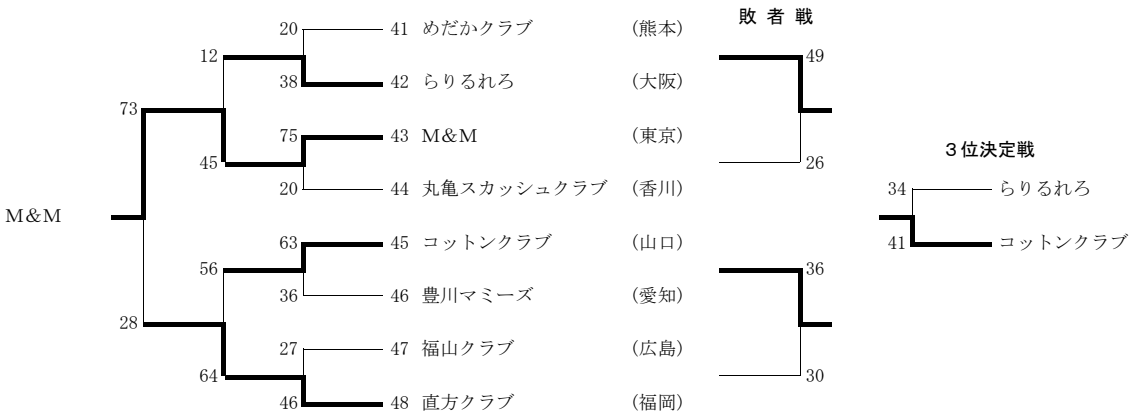 敗 者 戦
20 41 めだかクラブ (熊本)
12 49
38 42 らりるれろ (大阪)
73
75 43 M&M (東京)
45 26 3位決定戦
20 44 丸亀スカッシュクラブ (香川) 34 らりるれろ
M&M
63 45 コットンクラブ (山口) 41 コットンクラブ
56 36
36 46 豊川マミーズ (愛知)
28
27 47 福山クラブ (広島)
64 30
46 48 直方クラブ (福岡)